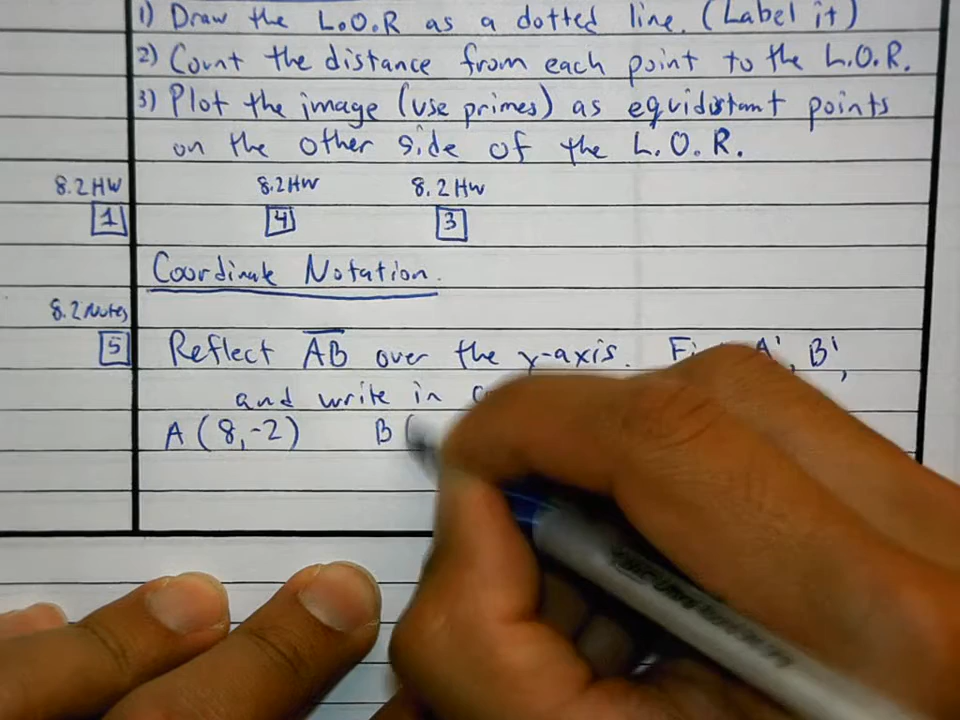 1) Draw the L.O.R as a dotted line. (Label it)
2) Count the distance from each point to the L.O.R.
3) Plot the image (use primes) as equidistant points
on the other side of the L.O.R.
8.2 HW 8.2 HW 8.2 HW
1 4 3
Coordinate Notation.
8.2 Notes
5 Reflect AB over the y-axis. A', B',
and write in
A (8,-2) B (